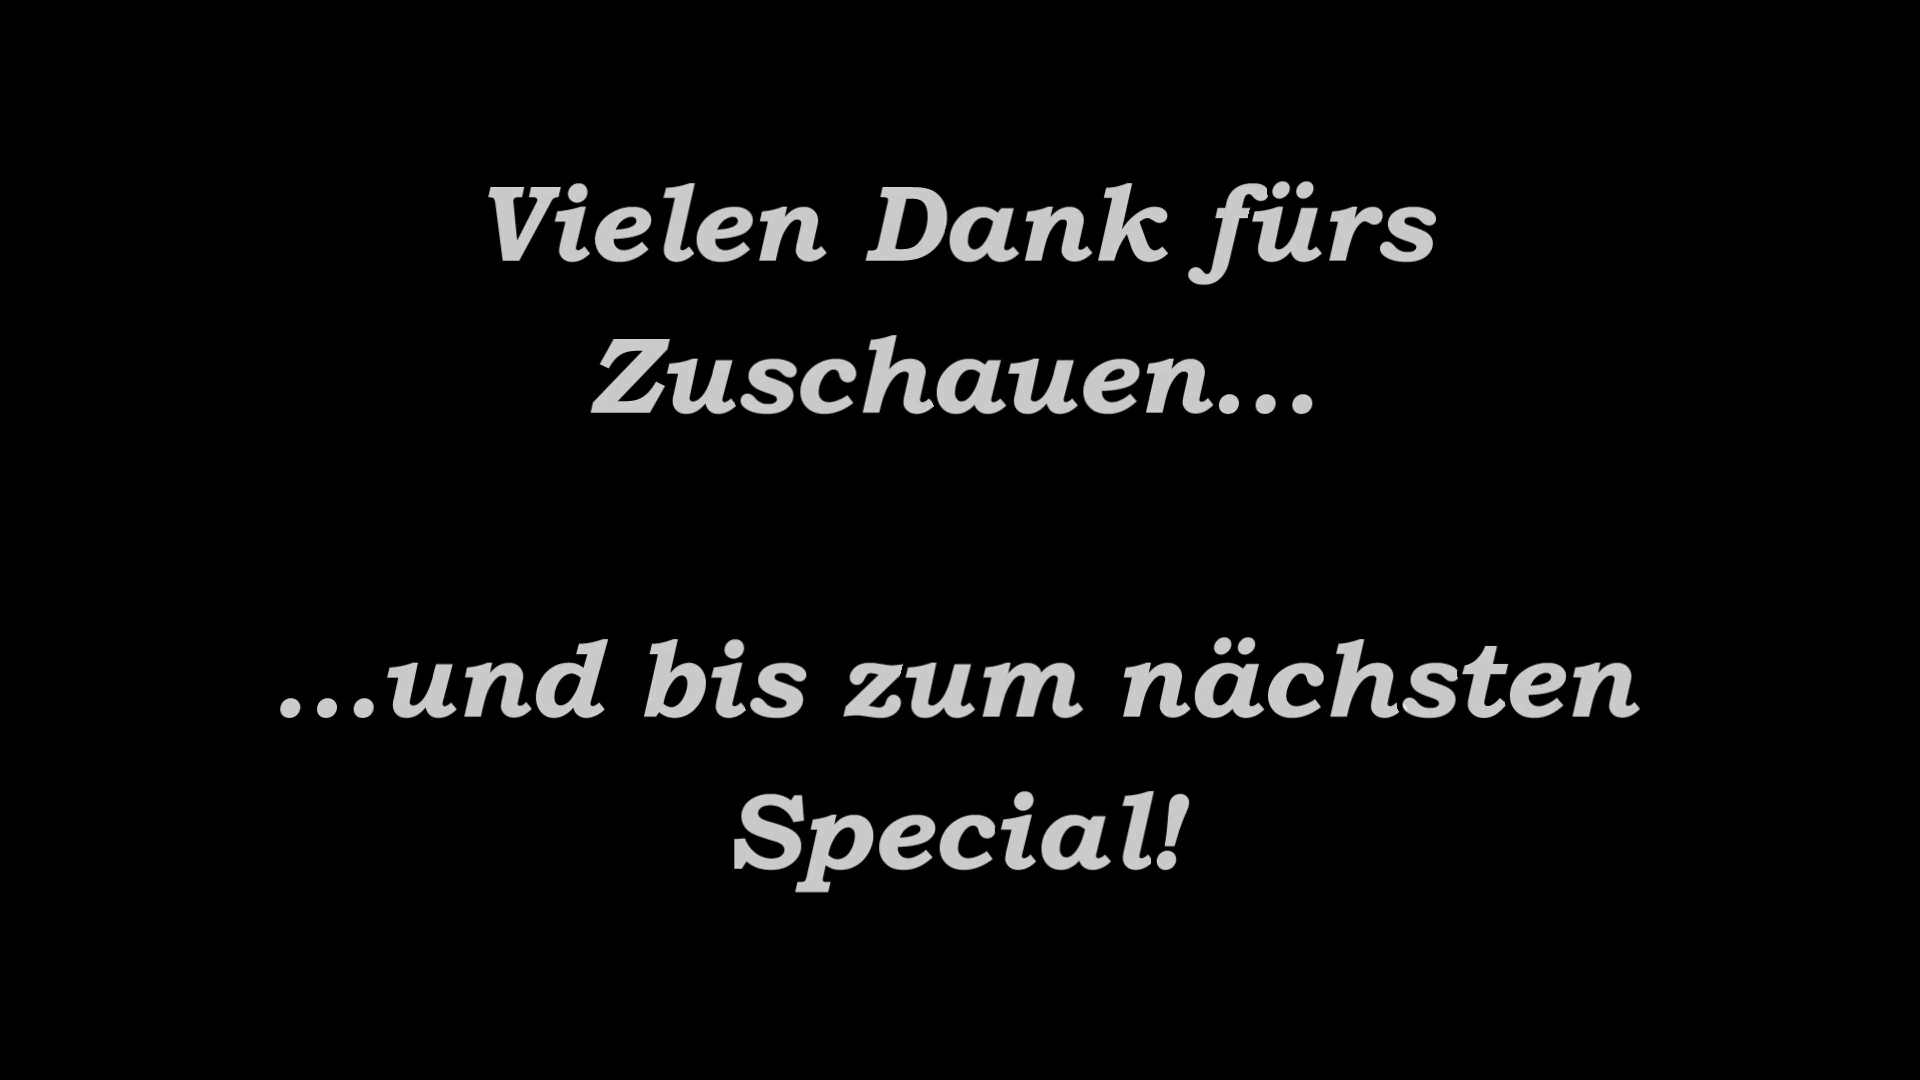 Vielen Dank fürs
Zuschauen...
...und bis zum nächsten
Special!